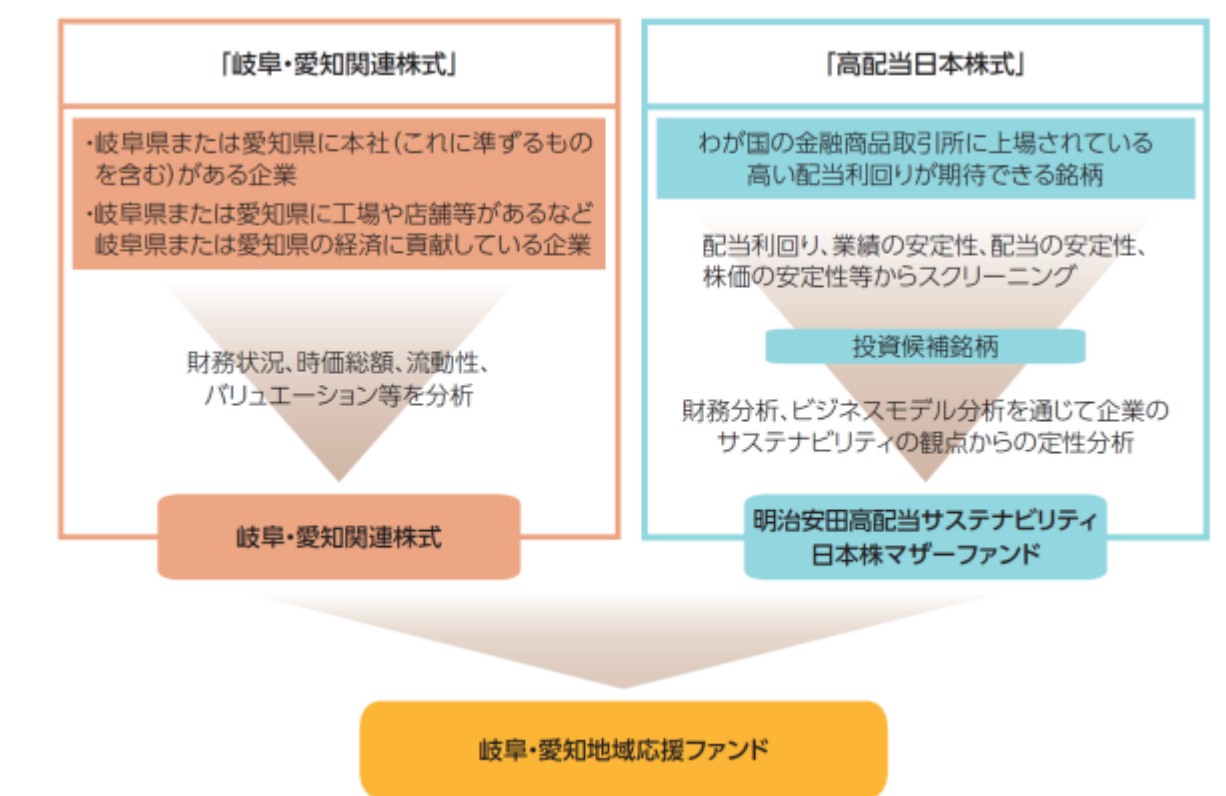 「岐阜・愛知関連株式」
・岐阜県または愛知県に本社(これに準ずるもの
を含む)がある企業
・岐阜県または愛知県に工場や店舗等があるなど
岐阜県または愛知県の経済に貢献している企業
財務状況、時価総額、流動性、
バリュエーション等を分析
岐阜・愛知関連株式
「高配当日本株式」
わが国の金融商品取引所に上場されている
高い配当利回りが期待できる銘柄
配当利回り、業績の安定性、配当の安定性、
株価の安定性等からスクリーニング
投資候補銘柄
財務分析、ビジネスモデル分析を通じて企業の
サステナビリティの観点からの定性分析
明治安田高配当サステナビリティ
日本株マザーファンド
岐阜・愛知地域応援ファンド